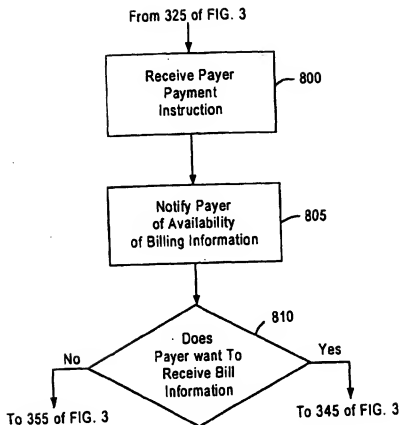 From 325 of FIG. 3
Receive Payer
Payment
Instruction
800
Notify Payer
of Availability
of Billing Information
805
810
Does
Payer want To
Receive Bill
Information
No
Yes
To 355 of FIG. 3
To 345 of FIG. 3